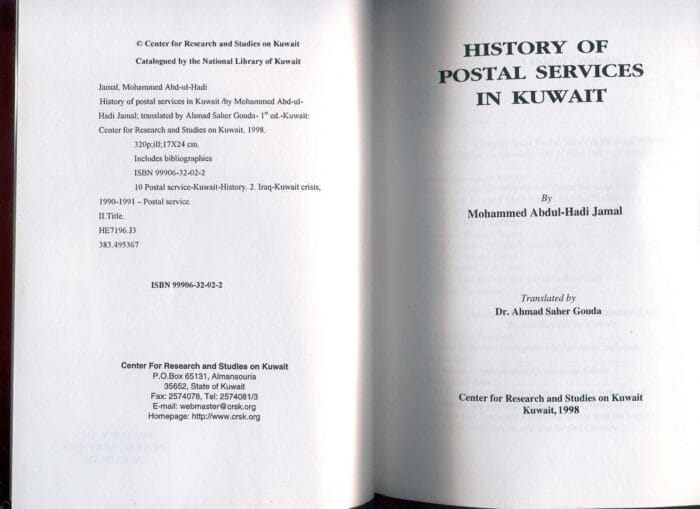 © Center for Research and Studies on Kuwait
Catalogued by the National Library of Kuwait
Jamal, Mohammed Abd-ul-Hadi
History of postal services in Kuwait /by Mohammed Abd-ul-
Hadi Jamal; translated by Ahmad Saher Gouda- 1st ed.-Kuwait:
Center for Research and Studies on Kuwait, 1998.
320p;ill;17X24 cm.
Includes bibliographies
ISBN 99906-32-02-2
10 Postal service-Kuwait-History. 2. Iraq-Kuwait crisis,
1990-1991 – Postal service.
II.Title.
HE7196.J3
383.495367
ISBN 99906-32-02-2
Center For Research and Studies on Kuwait
P.O.Box 65131, Almansouria
35652, State of Kuwait
Fax: 2574078, Tel: 2574081/3
E-mail: webmaster@crsk.org
Homepage: http://www.crsk.org
HISTORY OF
POSTAL SERVICES
IN KUWAIT
By
Mohammed Abdul-Hadi Jamal
Translated by
Dr. Ahmad Saher Gouda
Center for Research and Studies on Kuwait
Kuwait, 1998